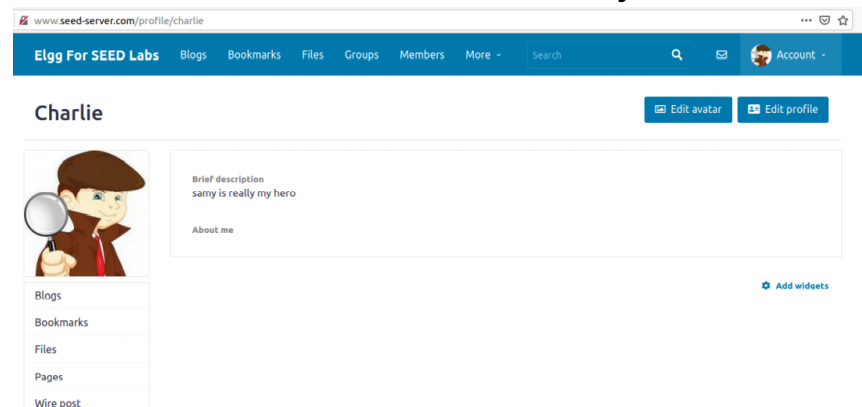 www.seed-server.com/profile/charlie
Elgg For SEED Labs Blogs Bookmarks Files Groups Members More Search Account
Charlie Edit avatar Edit profile
Brief description
samy is really my hero
About me
Add widgets
Blogs
Bookmarks
Files
Pages
Wire post